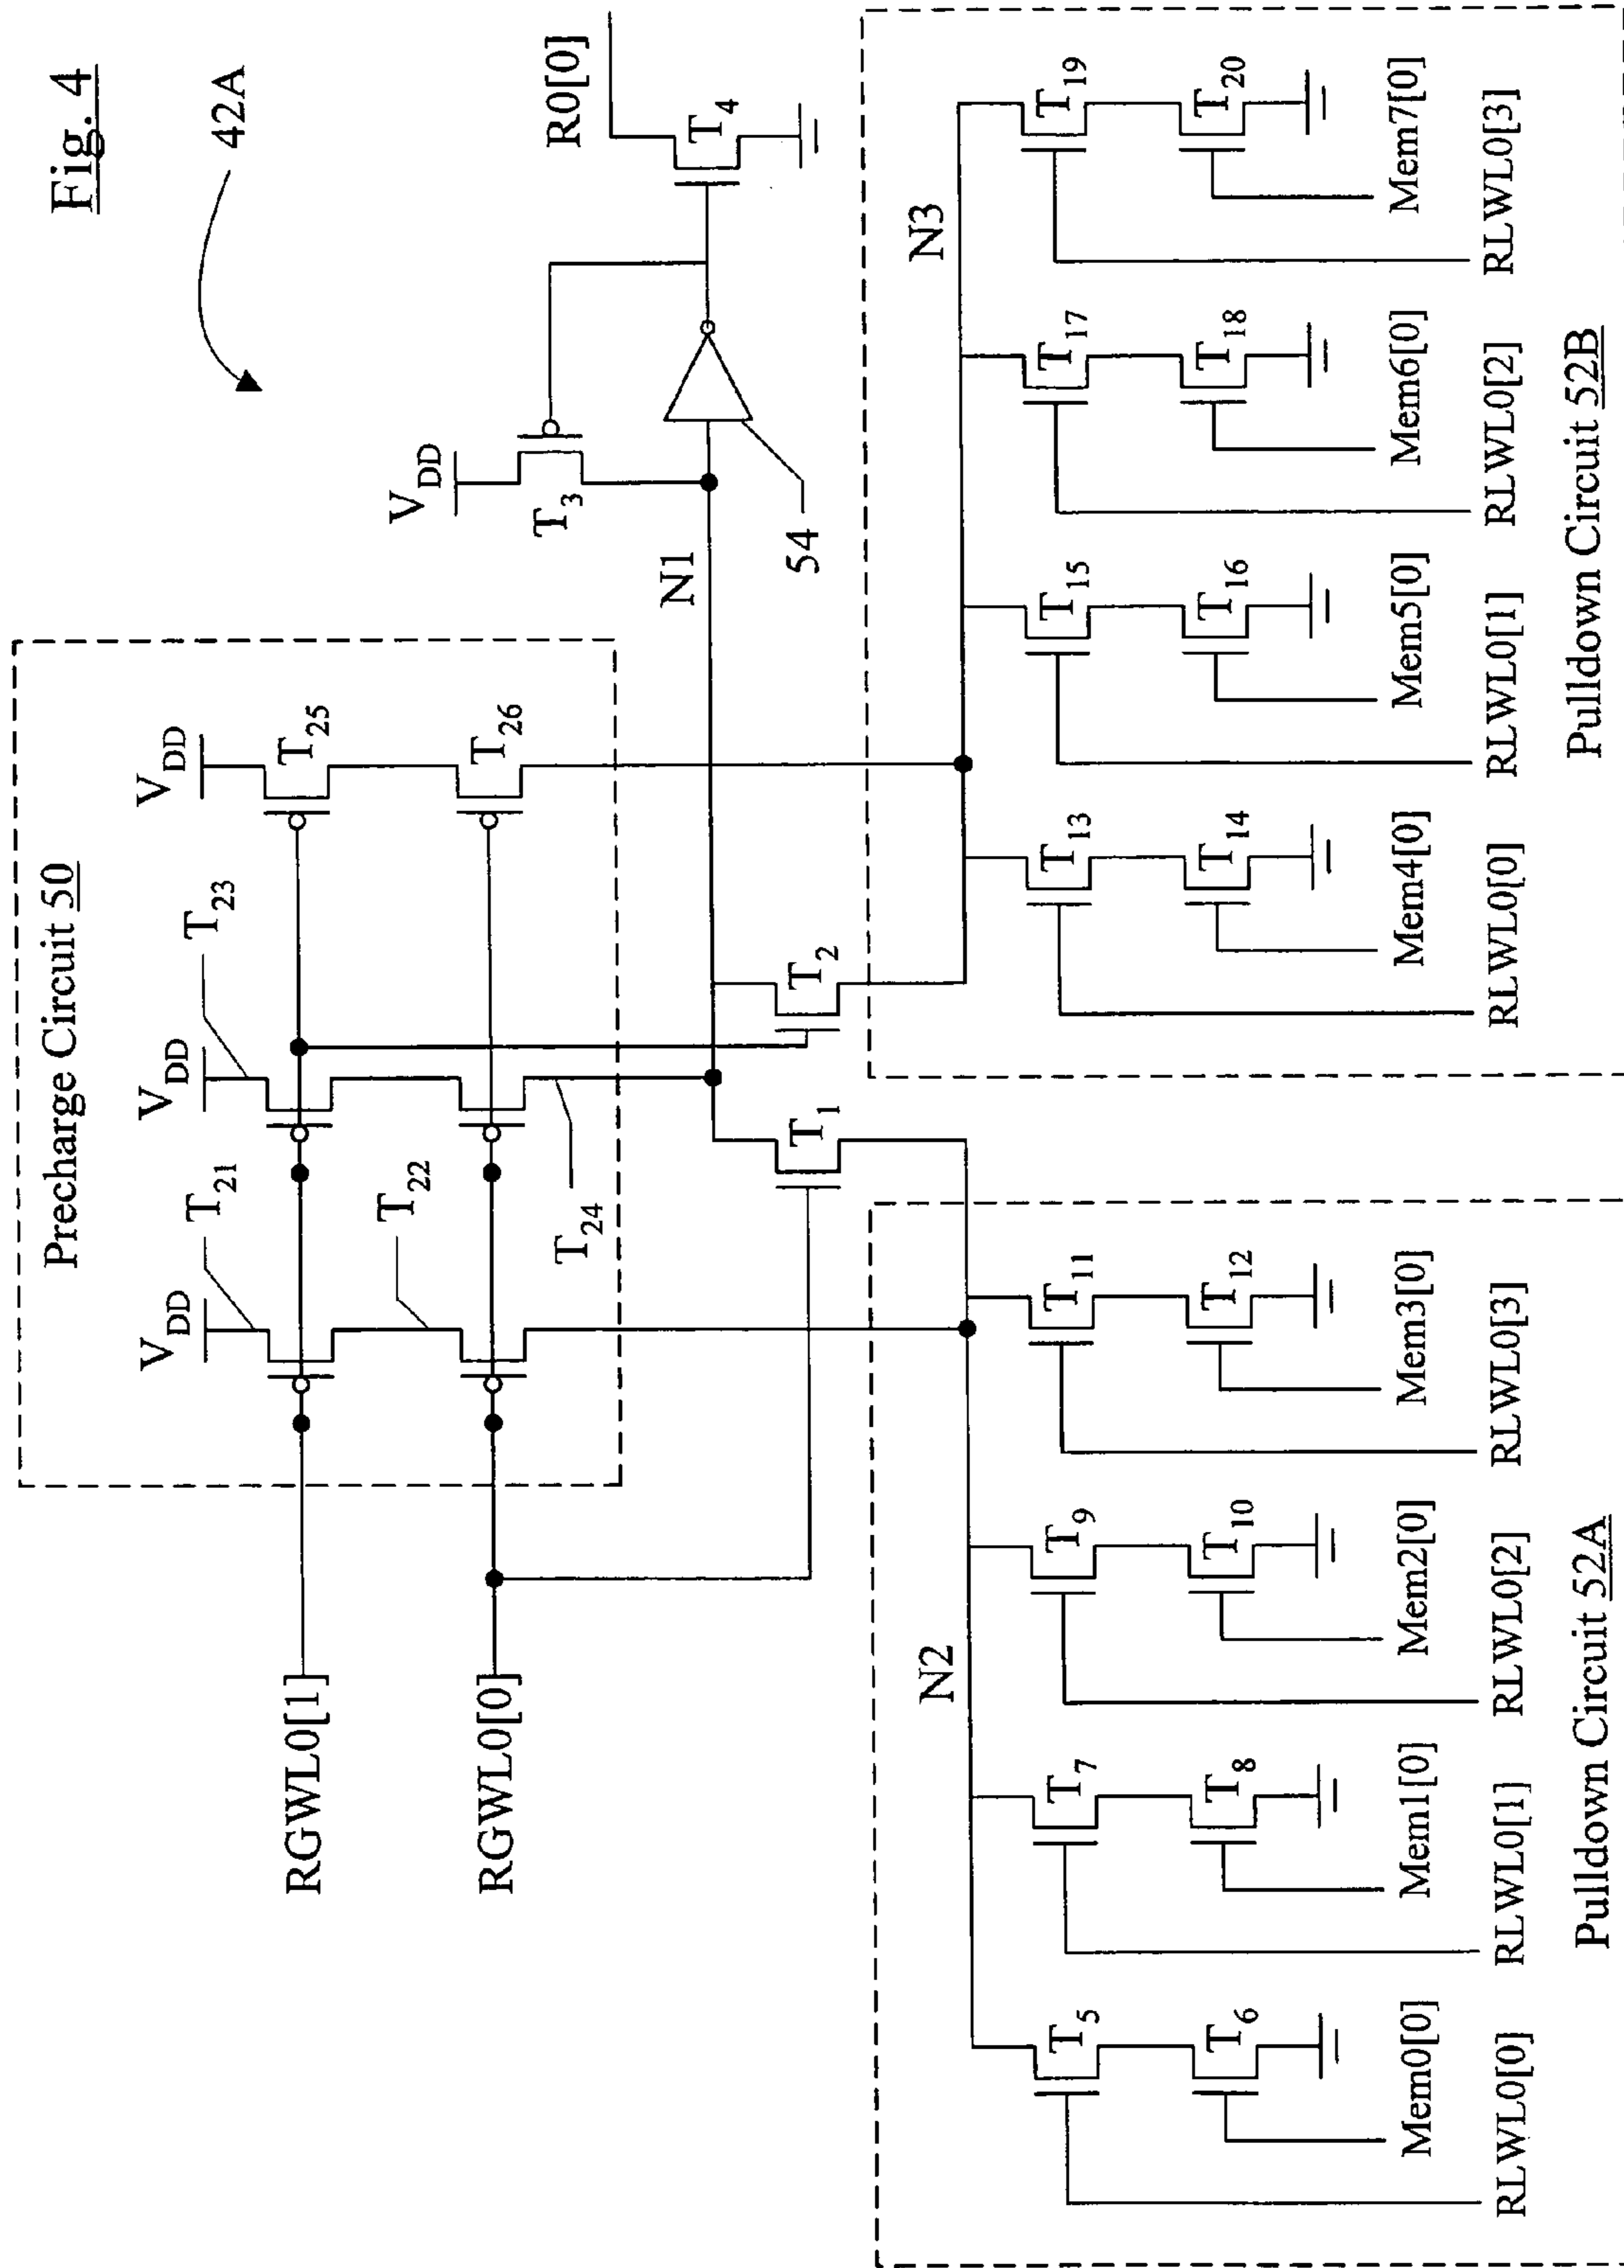 Fig. 4
42A
Precharge Circuit 50
VDD
VDD
VDD
T21
T23
T25
T22
T24
T26
RGWL0[1]
RGWL0[0]
VDD
T3
R0[0]
N1
54
T4
T1
T2
N2
N3
T5
T7
T9
T11
T13
T15
T17
T19
T6
T8
T10
T12
T14
T16
T18
T20
Mem0[0]
Mem1[0]
Mem2[0]
Mem3[0]
Mem4[0]
Mem5[0]
Mem6[0]
Mem7[0]
RLWL0[0]
RLWL0[1]
RLWL0[2]
RLWL0[3]
RLWL0[0]
RLWL0[1]
RLWL0[2]
RLWL0[3]
Pulldown Circuit 52A
Pulldown Circuit 52B